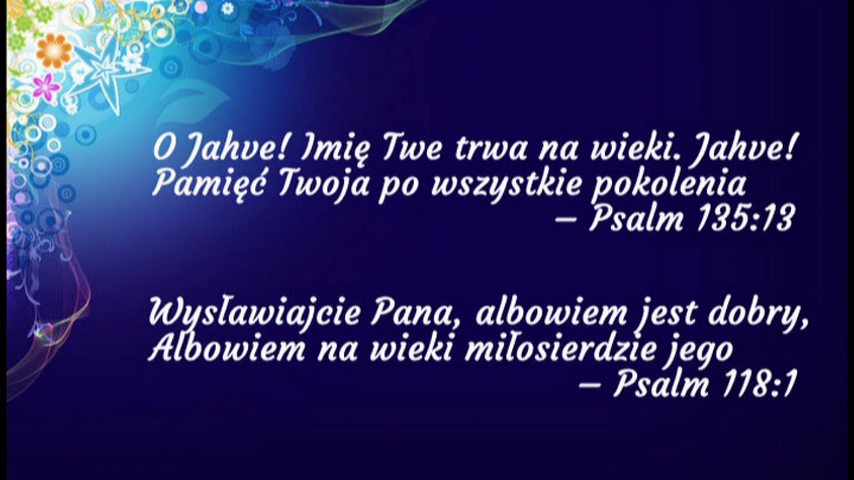 O Jahve! Imię Twe trwa na wieki. Jahve!
Pamięć Twoja po wszystkie pokolenia
– Psalm 135:13
Wysławiajcie Pana, albowiem jest dobry,
Albowiem na wieki miłosierdzie jego
– Psalm 118:1